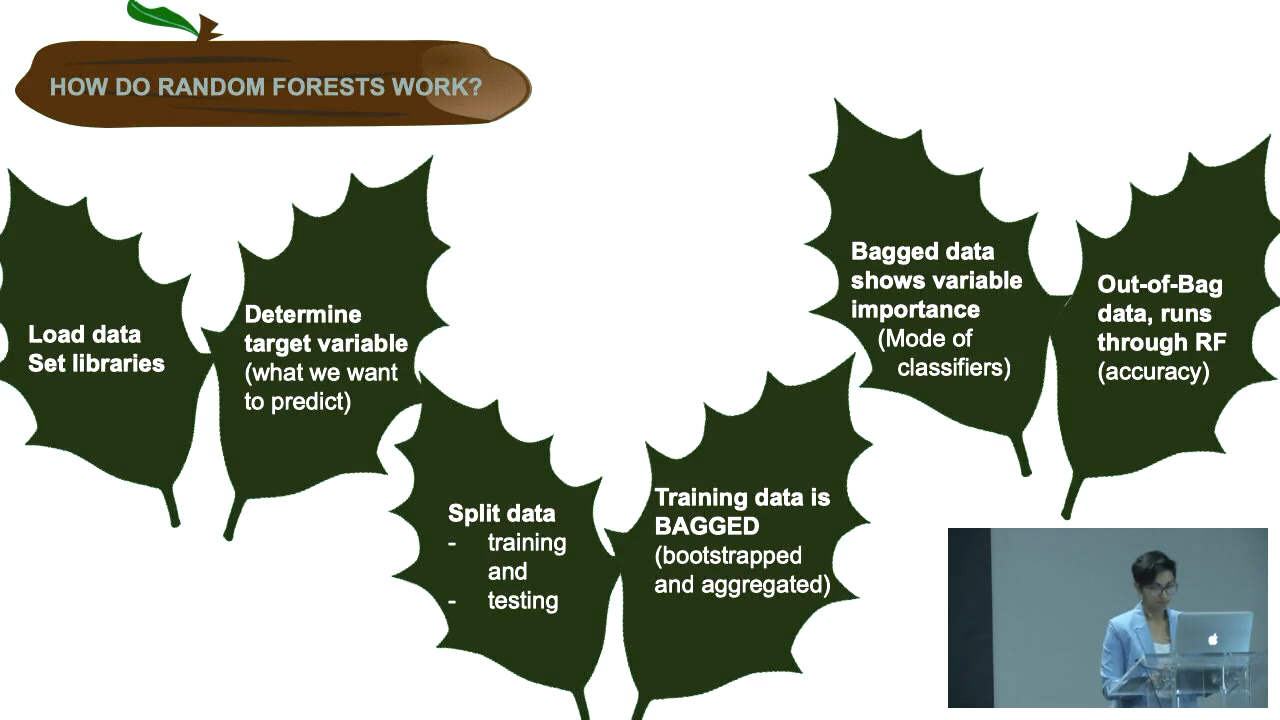 HOW DO RANDOM FORESTS WORK?
Load data
Set libraries
Determine
target variable
(what we want
to predict)
Split data
- training
and
- testing
Training data is
BAGGED
(bootstrapped
and aggregated)
Bagged data
shows variable
importance
(Mode of
classifiers)
Out-of-Bag
data, runs
through RF
(accuracy)